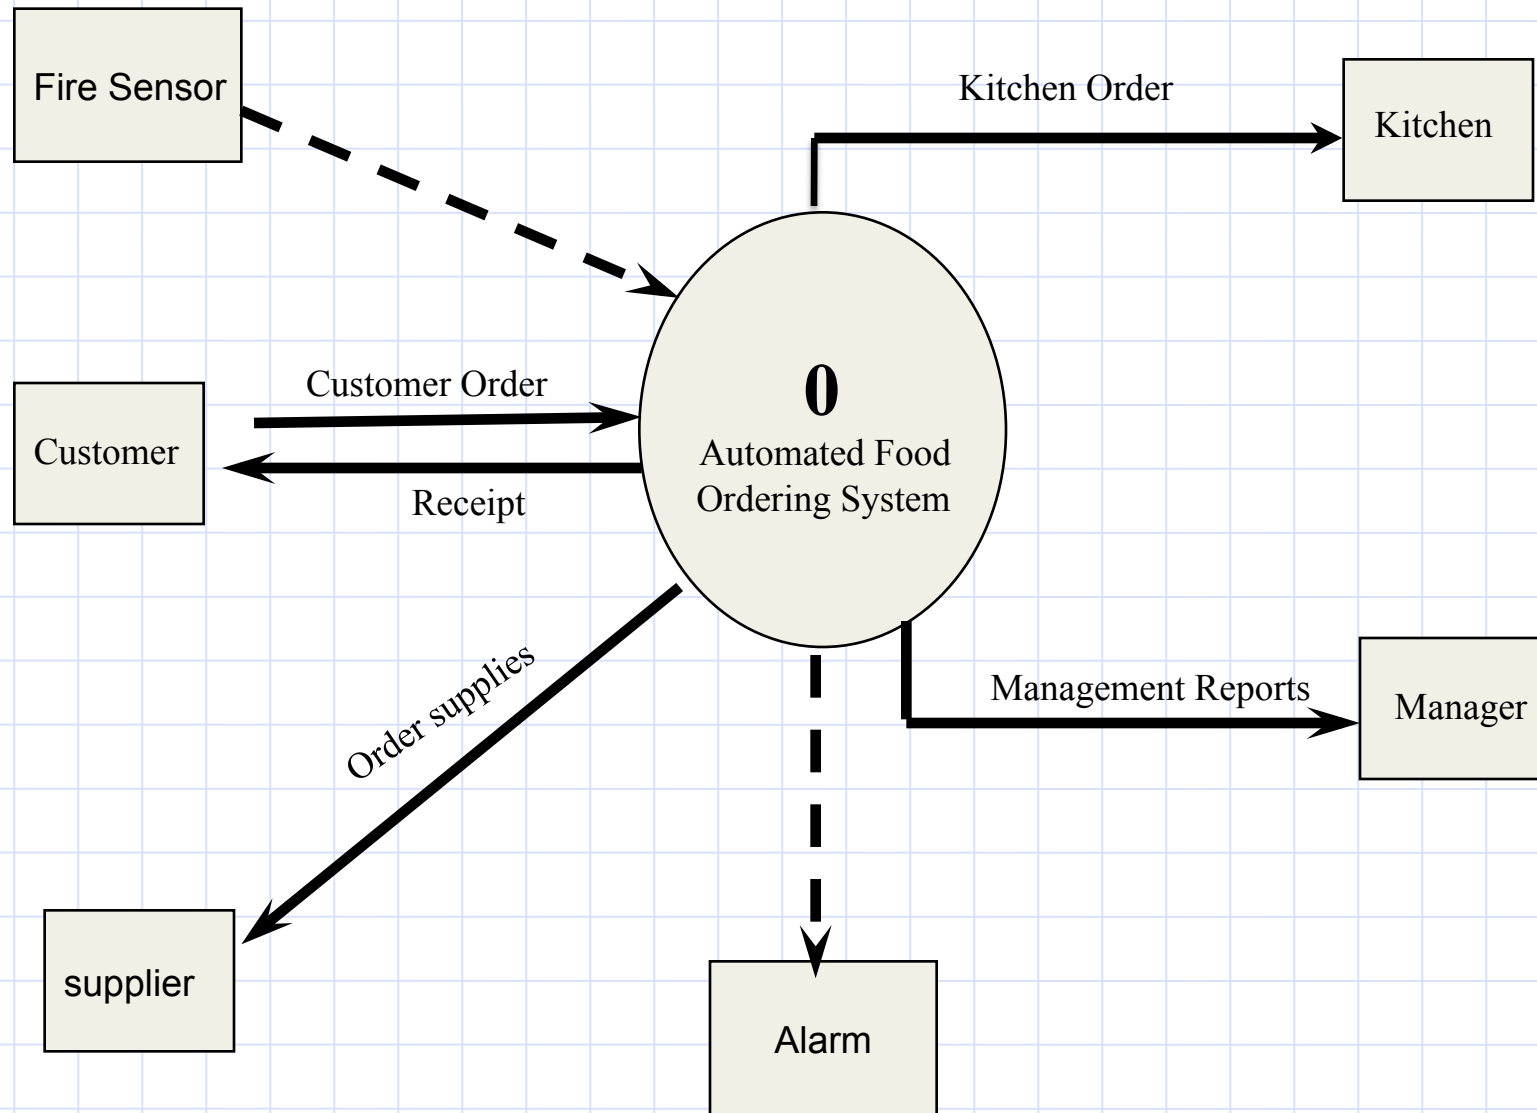 Fire Sensor
Kitchen Order
Kitchen
Customer Order
Customer
Receipt
0
Automated Food
Ordering System
Order supplies
Management Reports
Manager
supplier
Alarm